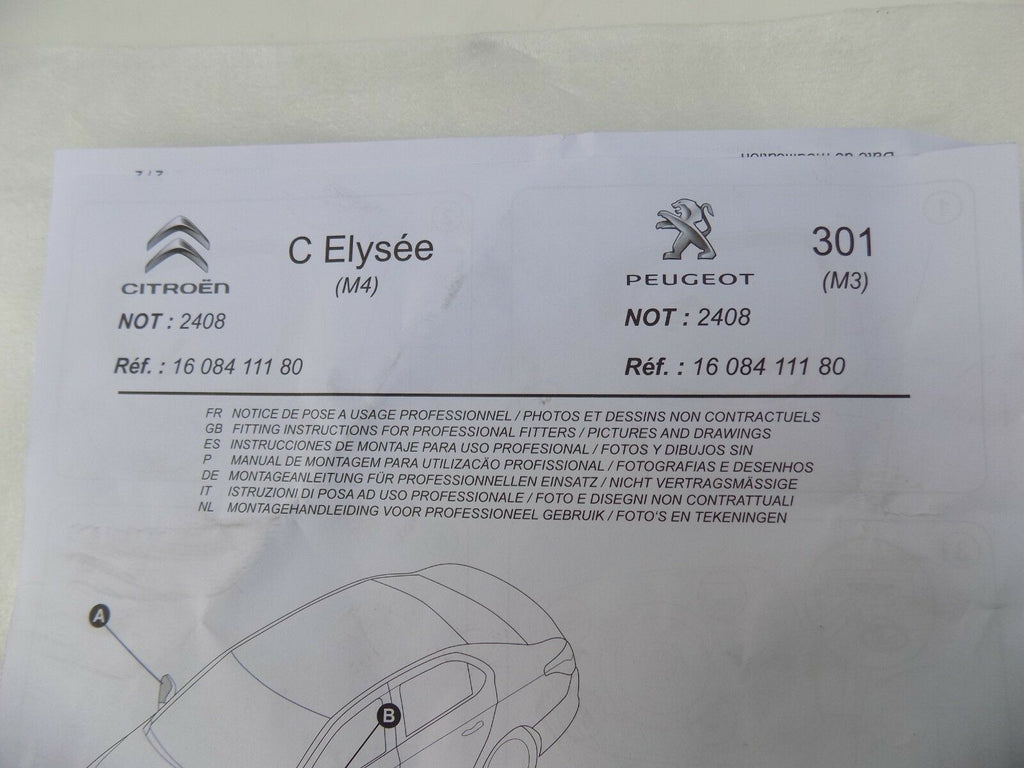 CITROËN
C Elysée
(M4)
NOT : 2408
Réf. : 16 084 111 80
PEUGEOT
301
(M3)
NOT : 2408
Réf. : 16 084 111 80
FR NOTICE DE POSE A USAGE PROFESSIONNEL / PHOTOS ET DESSINS NON CONTRACTUELS
GB FITTING INSTRUCTIONS FOR PROFESSIONAL FITTERS / PICTURES AND DRAWINGS
ES INSTRUCCIONES DE MONTAJE PARA USO PROFESIONAL / FOTOS Y DIBUJOS SIN
P MANUAL DE MONTAGEM PARA UTILIZACÃO PROFISSIONAL / FOTOGRAFIAS E DESENHOS
DE MONTAGEANLEITUNG FÜR PROFESSIONNELLEN EINSATZ / NICHT VERTRAGSMÄSSIGE
IT ISTRUZIONI DI POSA AD USO PROFESSIONALE / FOTO E DISEGNI NON CONTRATTUALI
NL MONTAGEHANDLEIDING VOOR PROFESSIONEEL GEBRUIK / FOTO'S EN TEKENINGEN
A
B